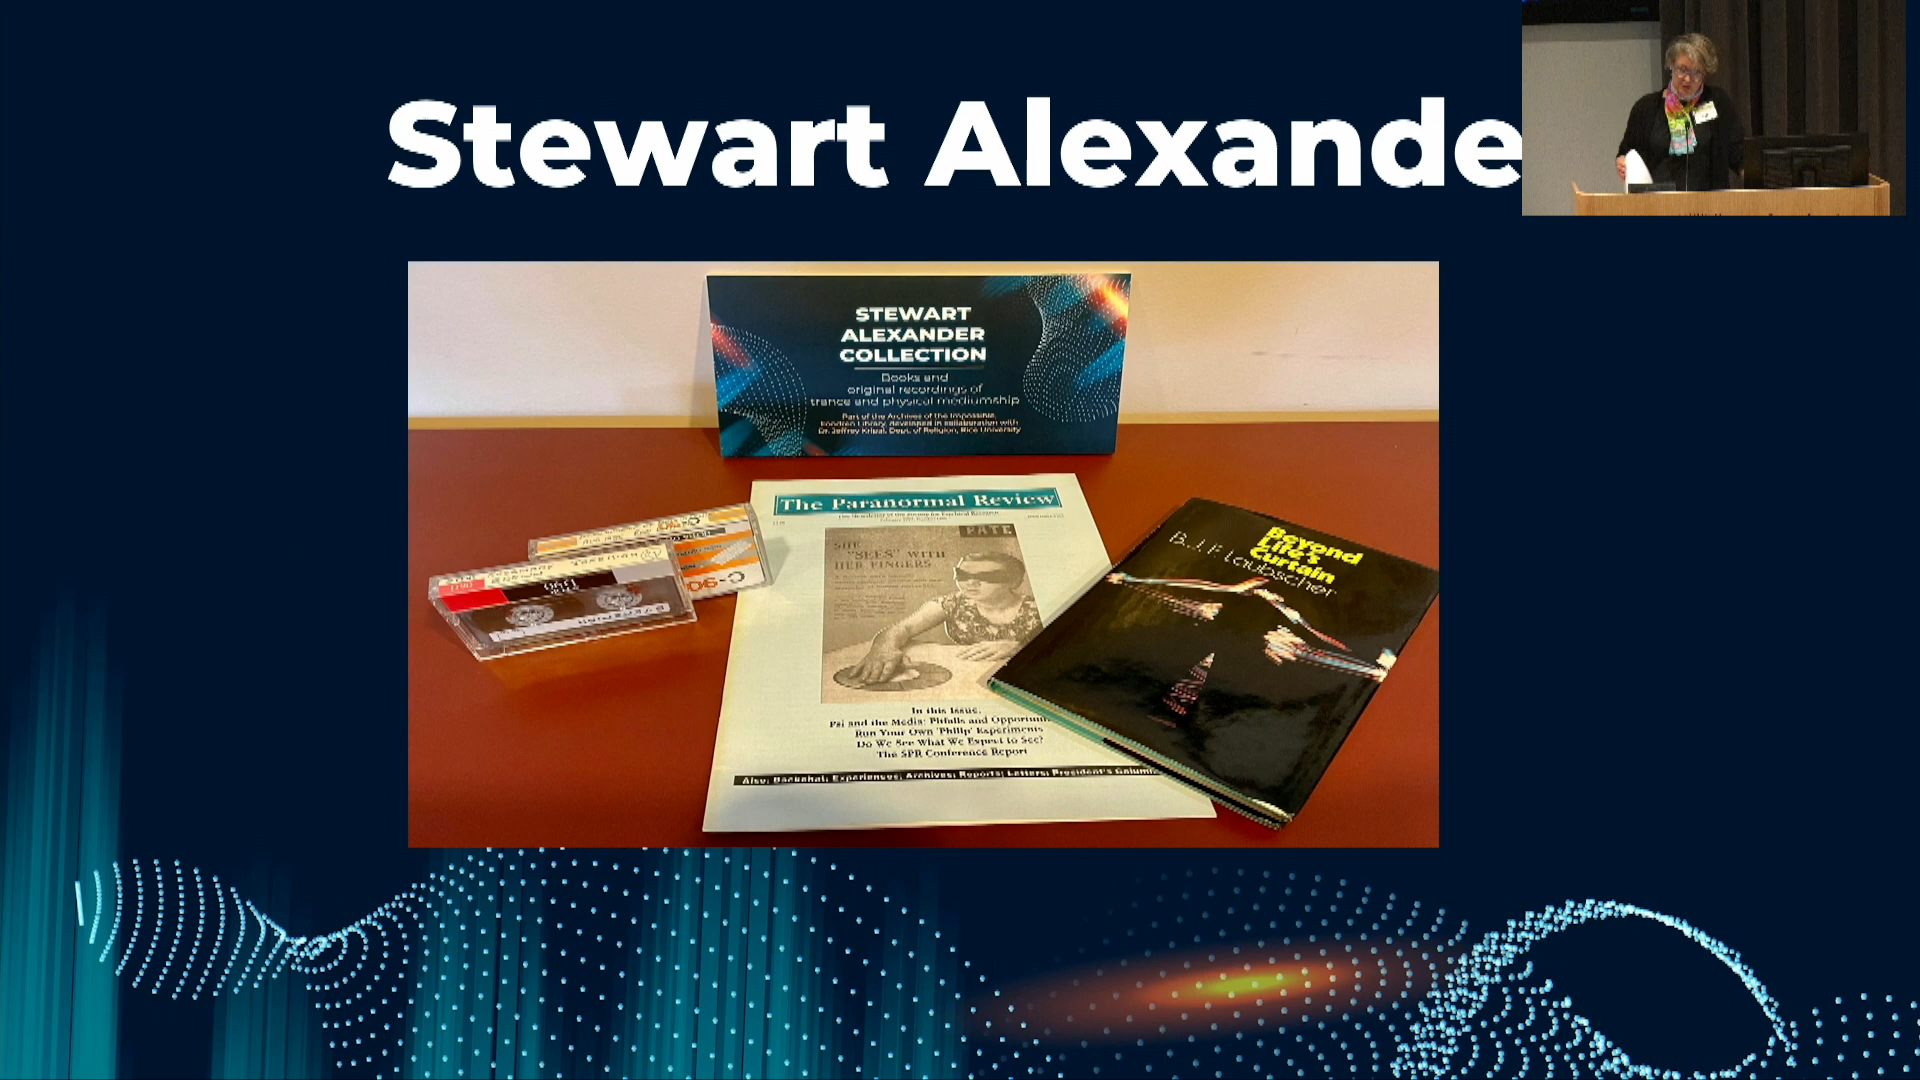 Stewart Alexande
STEWART
ALEXANDER
COLLECTION
Books and
original recordings of
trance and physical mediumship
Part of the Archives of the Impossible,
Fondren Library, developed in collaboration with
Dr. Jeffrey Kripal, Dept. of Religion, Rice University
The Paranormal Review
FATE
SHE
"SEES" WITH
HER FINGERS
In this Issue:
Psi and the Media: Pitfalls and Opportun
Run Your Own 'Philip' Experiments
Do We See What We Expect to See?
The SPR Conference Report
Also: Backchat; Experiences; Archives; Reports; Letters; President's Column
C-90
Beyond
Life's
Curtain
B.J.F. Laubscher